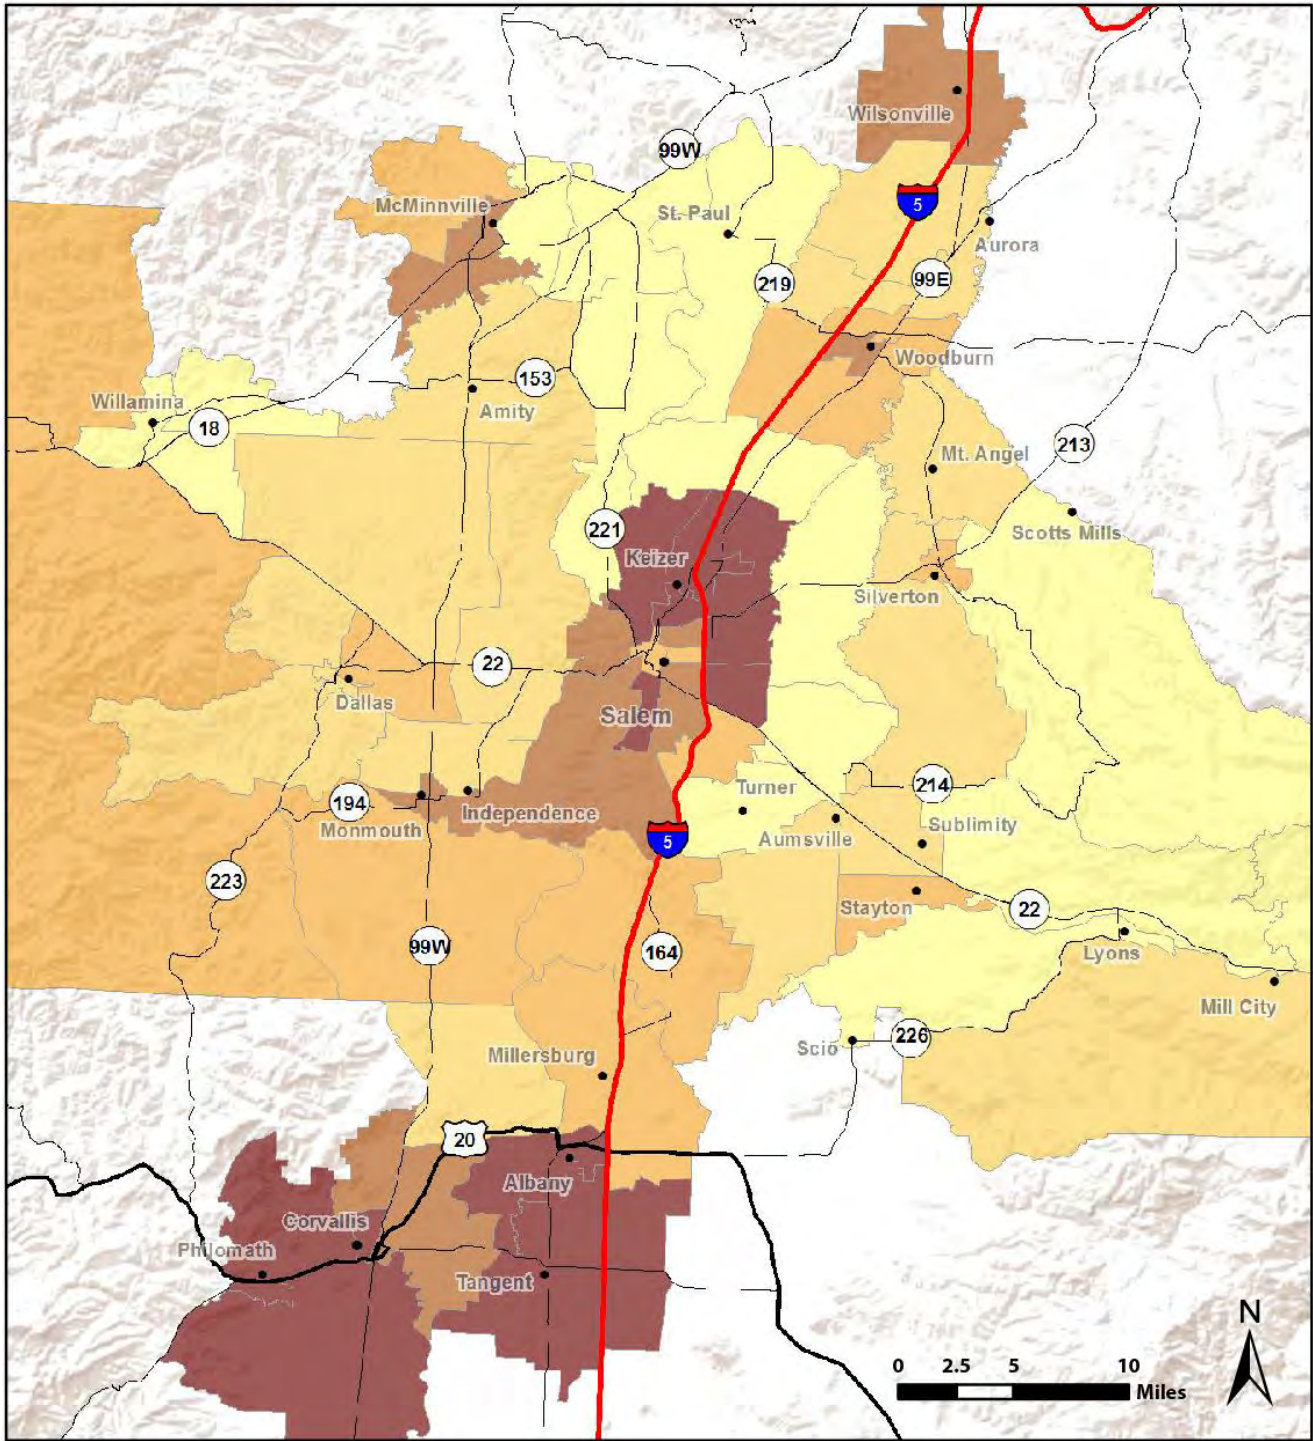 Wilsonville
99W
5
McMinnville
St. Paul
Aurora
219
99E
Woodburn
153
Willamina
Amity
18
213
Mt. Angel
221
Scotts Mills
Keizer
Silverton
22
Dallas
Salem
Turner
214
194
Independence
Sublimity
Monmouth
5
Aumsville
223
Stayton
22
99W
164
Lyons
Mill City
226
Scio
Millersburg
20
Albany
Corvallis
Philomath
Tangent
N
0 2.5 5 10
Miles